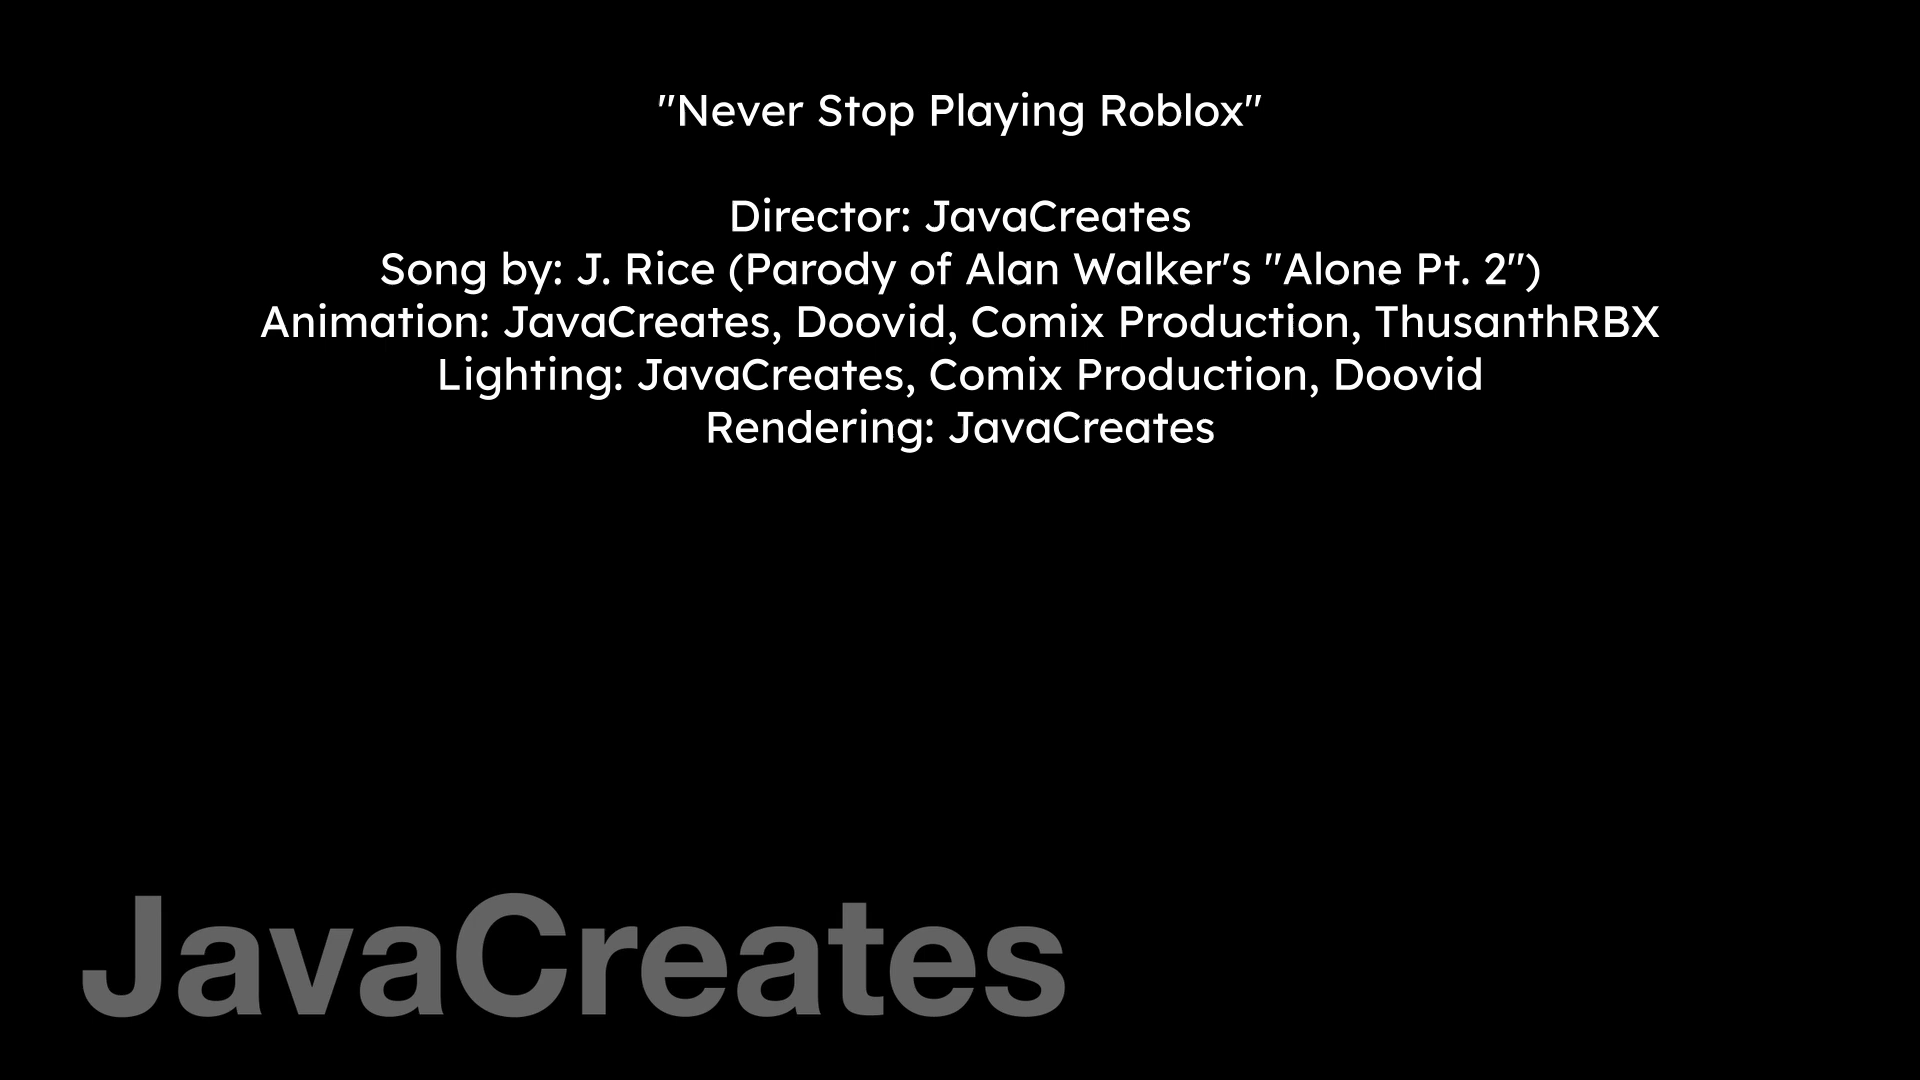 "Never Stop Playing Roblox"
Director: JavaCreates
Song by: J. Rice (Parody of Alan Walker's "Alone Pt. 2")
Animation: JavaCreates, Doovid, Comix Production, ThusanthRBX
Lighting: JavaCreates, Comix Production, Doovid
Rendering: JavaCreates
JavaCreates